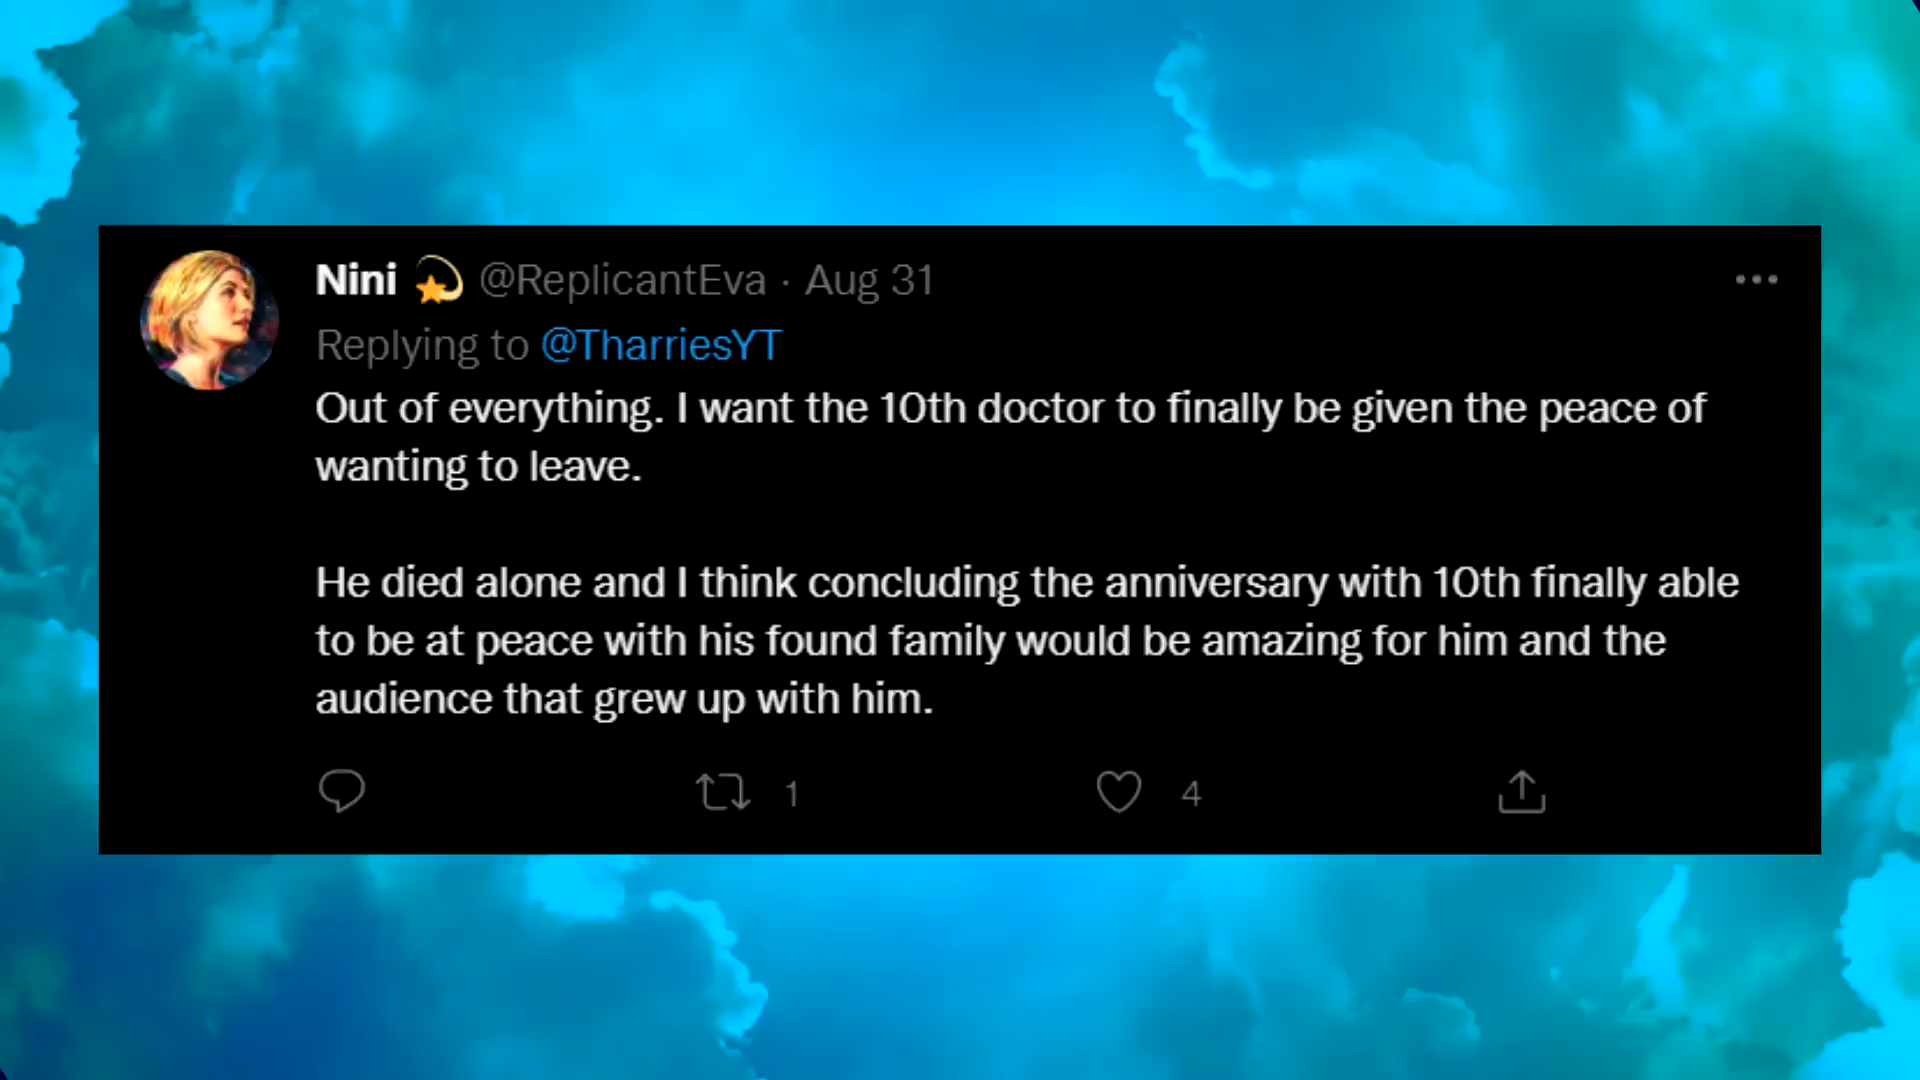 Nini 💫 @ReplicantEva · Aug 31
Replying to @TharriesYT
Out of everything. I want the 10th doctor to finally be given the peace of
wanting to leave.
He died alone and I think concluding the anniversary with 10th finally able
to be at peace with his found family would be amazing for him and the
audience that grew up with him.
1 4